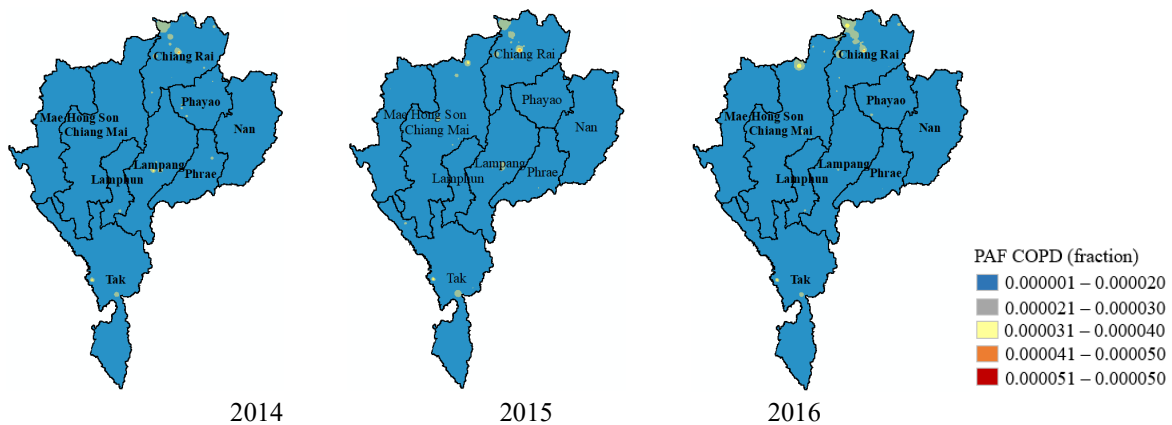 Chiang Rai
Phayao
Mae Hong Son
Chiang Mai
Nan
Lampang
Lamphun
Phrae
Tak
Chiang Rai
Phayao
Mae Hong Son
Chiang Mai
Nan
Lampang
Lamphun
Phrae
Tak
Chiang Rai
Phayao
Mae Hong Son
Chiang Mai
Nan
Lampang
Lamphun
Phrae
Tak
PAF COPD (fraction)
0.000001 – 0.000020
0.000021 – 0.000030
0.000031 – 0.000040
0.000041 – 0.000050
0.000051 – 0.000050
2014
2015
2016